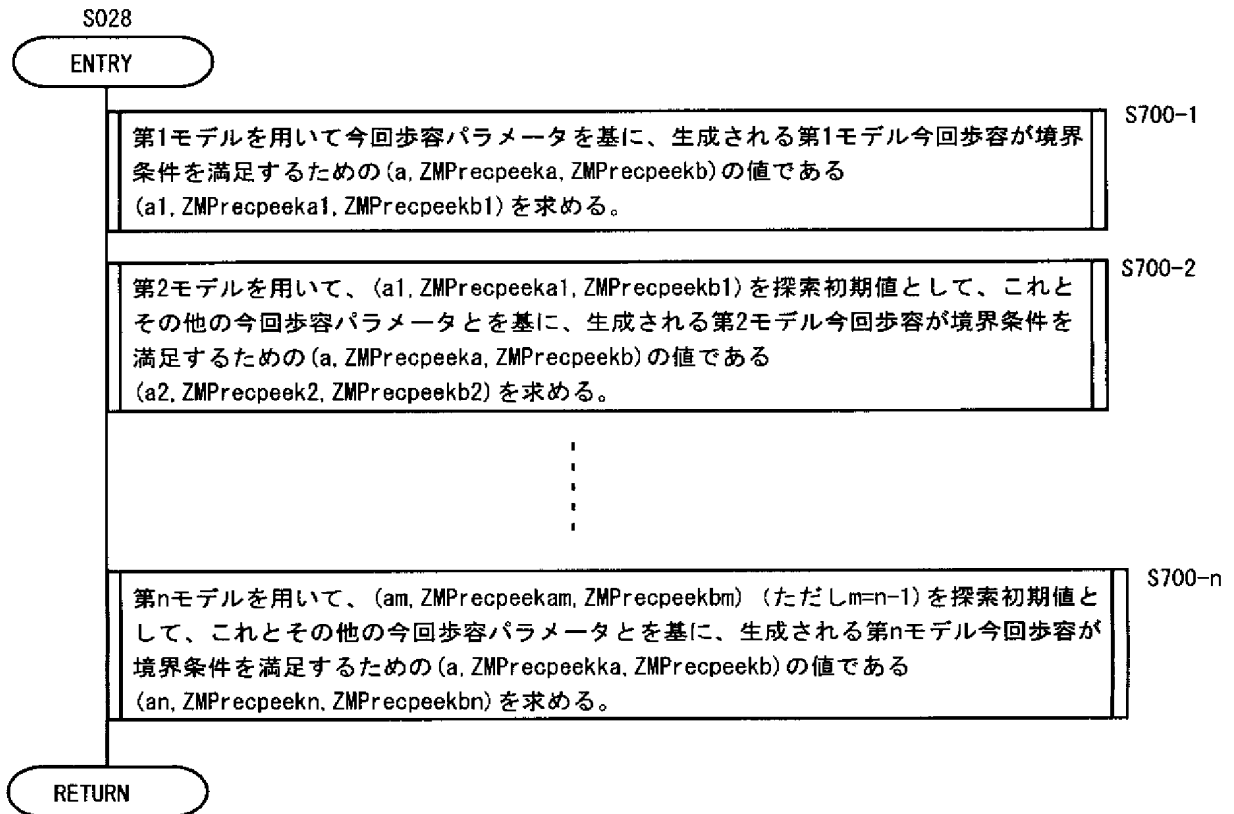 S028
ENTRY
S700-1
第1モデルを用いて今回歩容パラメータを基に、生成される第1モデル今回歩容が境界
条件を満足するための(a,ZMPrecpeeka,ZMPrecpeekb)の値である
(a1,ZMPrecpeeka1,ZMPrecpeekb1)を求める。
S700-2
第2モデルを用いて、(a1,ZMPrecpeeka1,ZMPrecpeekb1)を探索初期値として、これと
その他の今回歩容パラメータとを基に、生成される第2モデル今回歩容が境界条件を
満足するための(a,ZMPrecpeeka,ZMPrecpeekb)の値である
(a2,ZMPrecpeek2,ZMPrecpeekb2)を求める。
S700-n
第nモデルを用いて、(am,ZMPrecpeekam,ZMPrecpeekbm) (ただしm=n-1)を探索初期値と
して、これとその他の今回歩容パラメータとを基に、生成される第nモデル今回歩容が
境界条件を満足するための(a,ZMPrecpeekka,ZMPrecpeekb)の値である
(an,ZMPrecpeekn,ZMPrecpeekbn)を求める。
RETURN